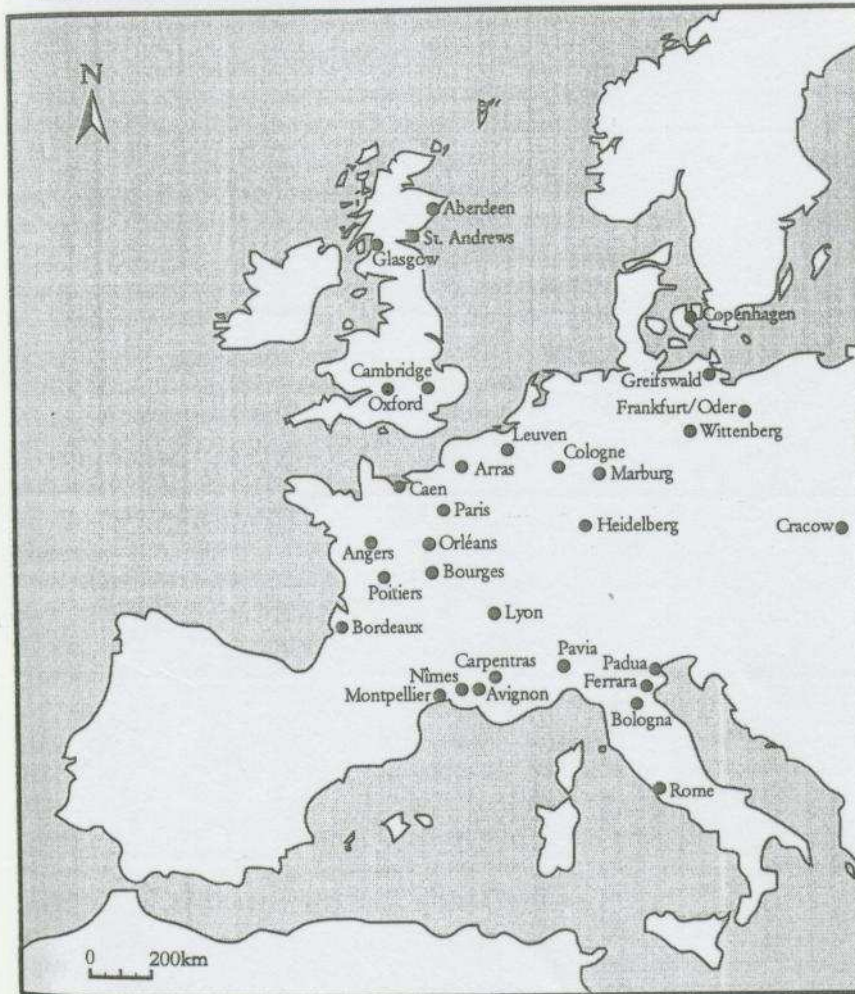 N
Aberdeen
St. Andrews
Glasgow
Copenhagen
Cambridge
Oxford
Greifswald
Frankfurt/Oder
Wittenberg
Leuven
Cologne
Arras
Marburg
Caen
Paris
Heidelberg
Cracow
Angers
Orléans
Bourges
Poitiers
Lyon
Bordeaux
Pavia
Padua
Carpentras
Nîmes
Ferrara
Montpellier
Avignon
Bologna
Rome
0 200km